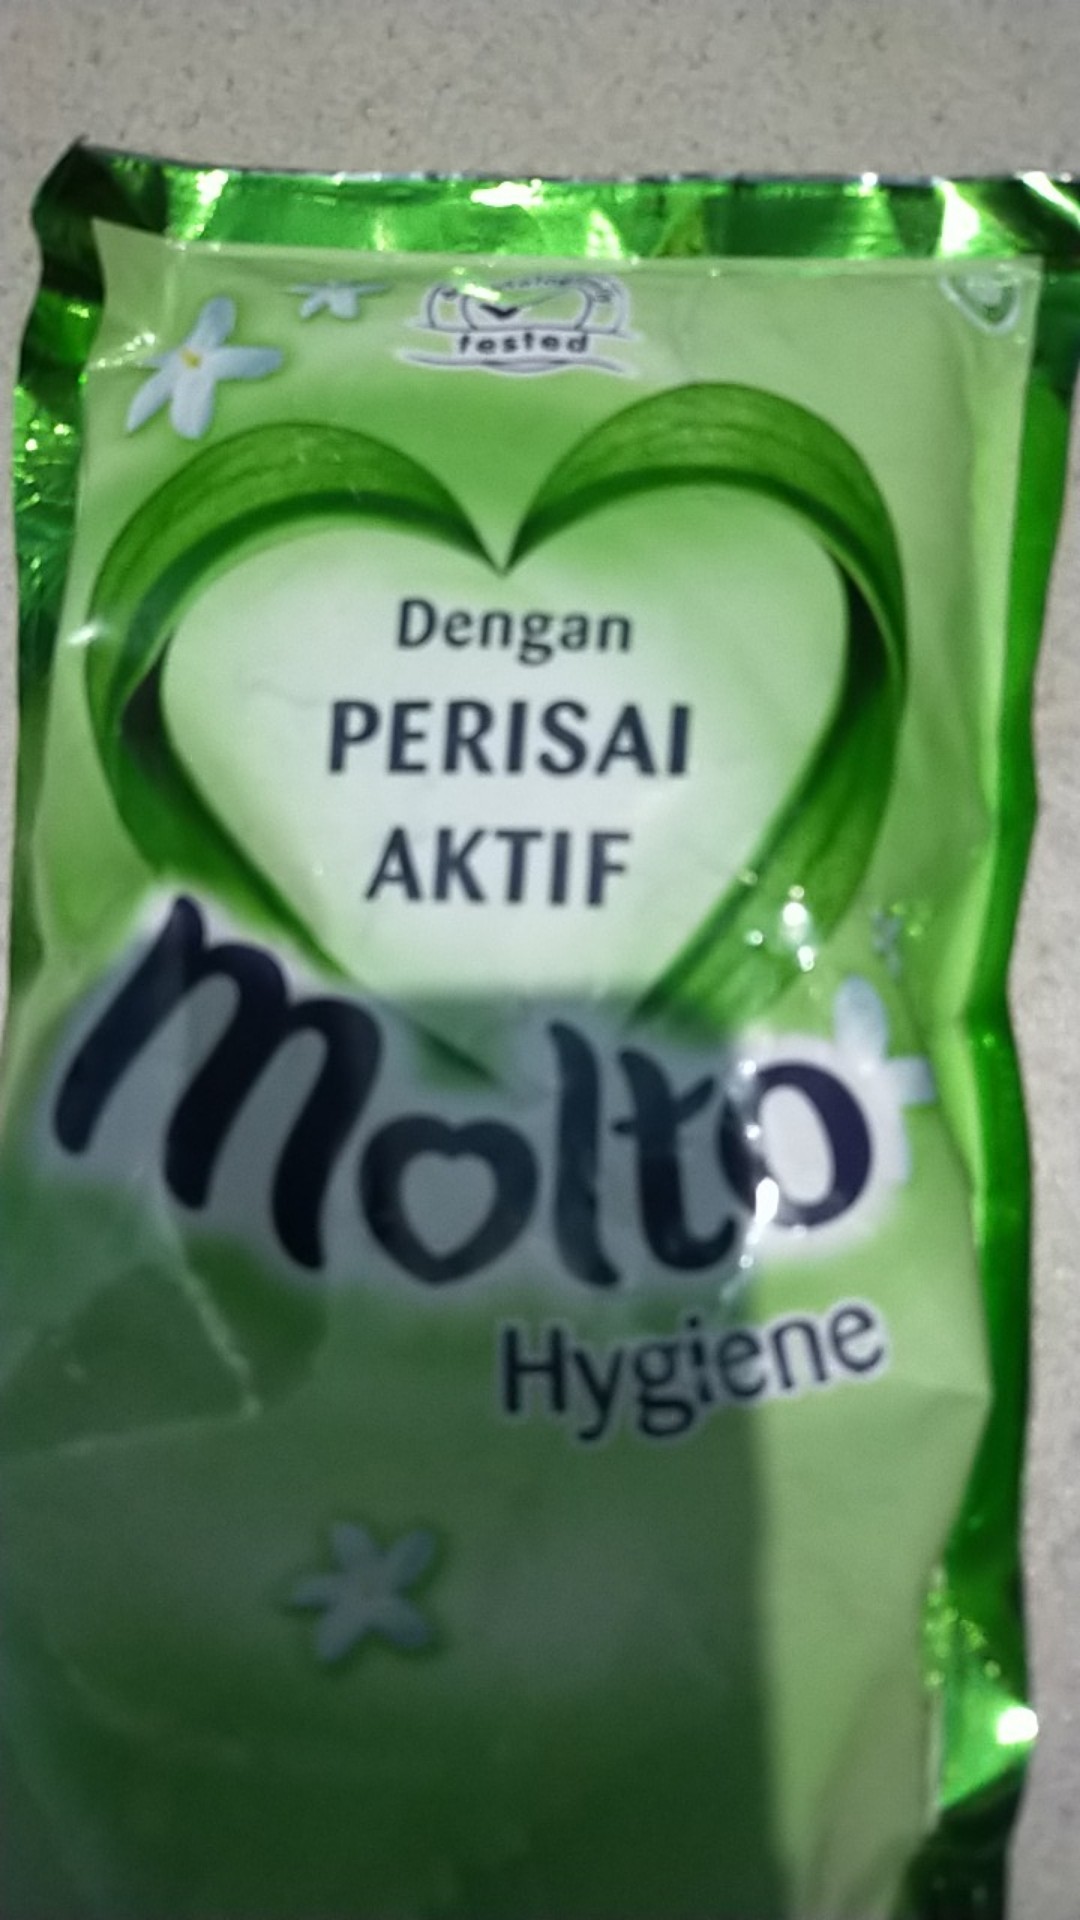 tested
Dengan
PERISAI
AKTIF
Molto
Hygiene